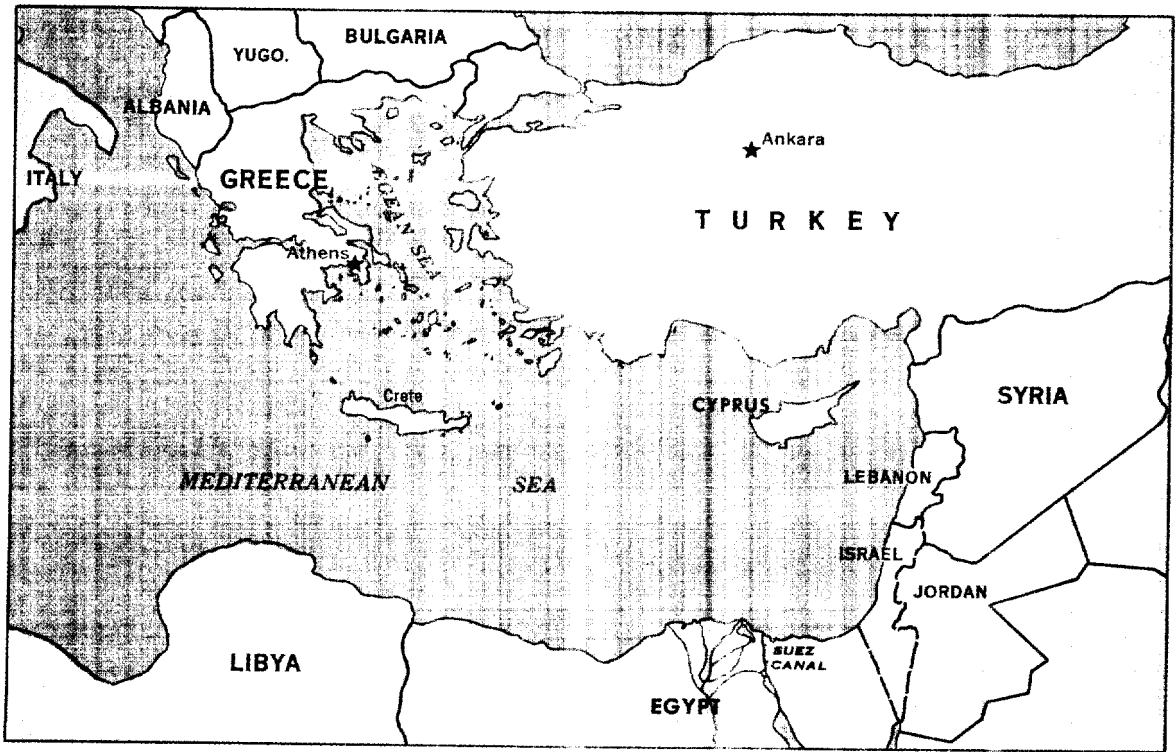 BULGARIA
YUGO.
ALBANIA
ITALY
GREECE
AEGEAN SEA
Athens
Ankara
TURKEY
Crete
CYPRUS
SYRIA
LEBANON
MEDITERRANEAN SEA
ISRAEL
JORDAN
LIBYA
SUEZ
CANAL
EGYPT